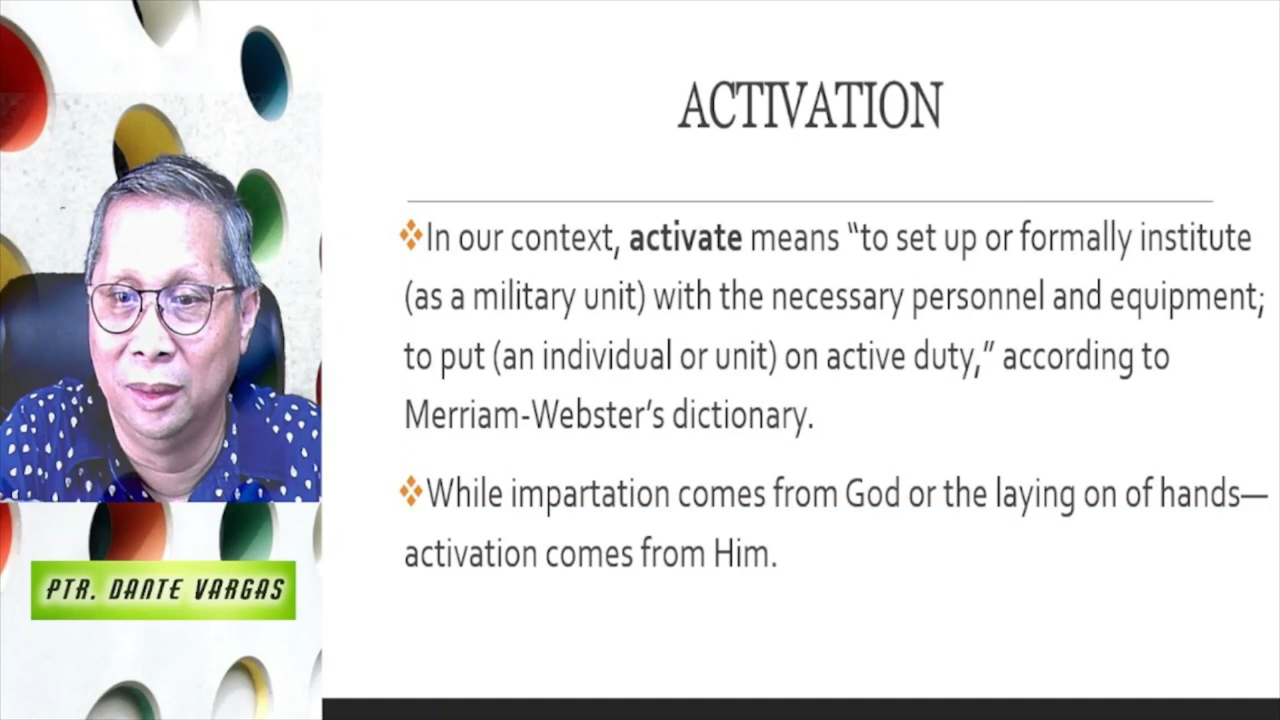 ACTIVATION
❖In our context, activate means “to set up or formally institute
(as a military unit) with the necessary personnel and equipment;
to put (an individual or unit) on active duty,” according to
Merriam-Webster’s dictionary.
❖While impartation comes from God or the laying on of hands—
activation comes from Him.
PTR. DANTE VARGAS